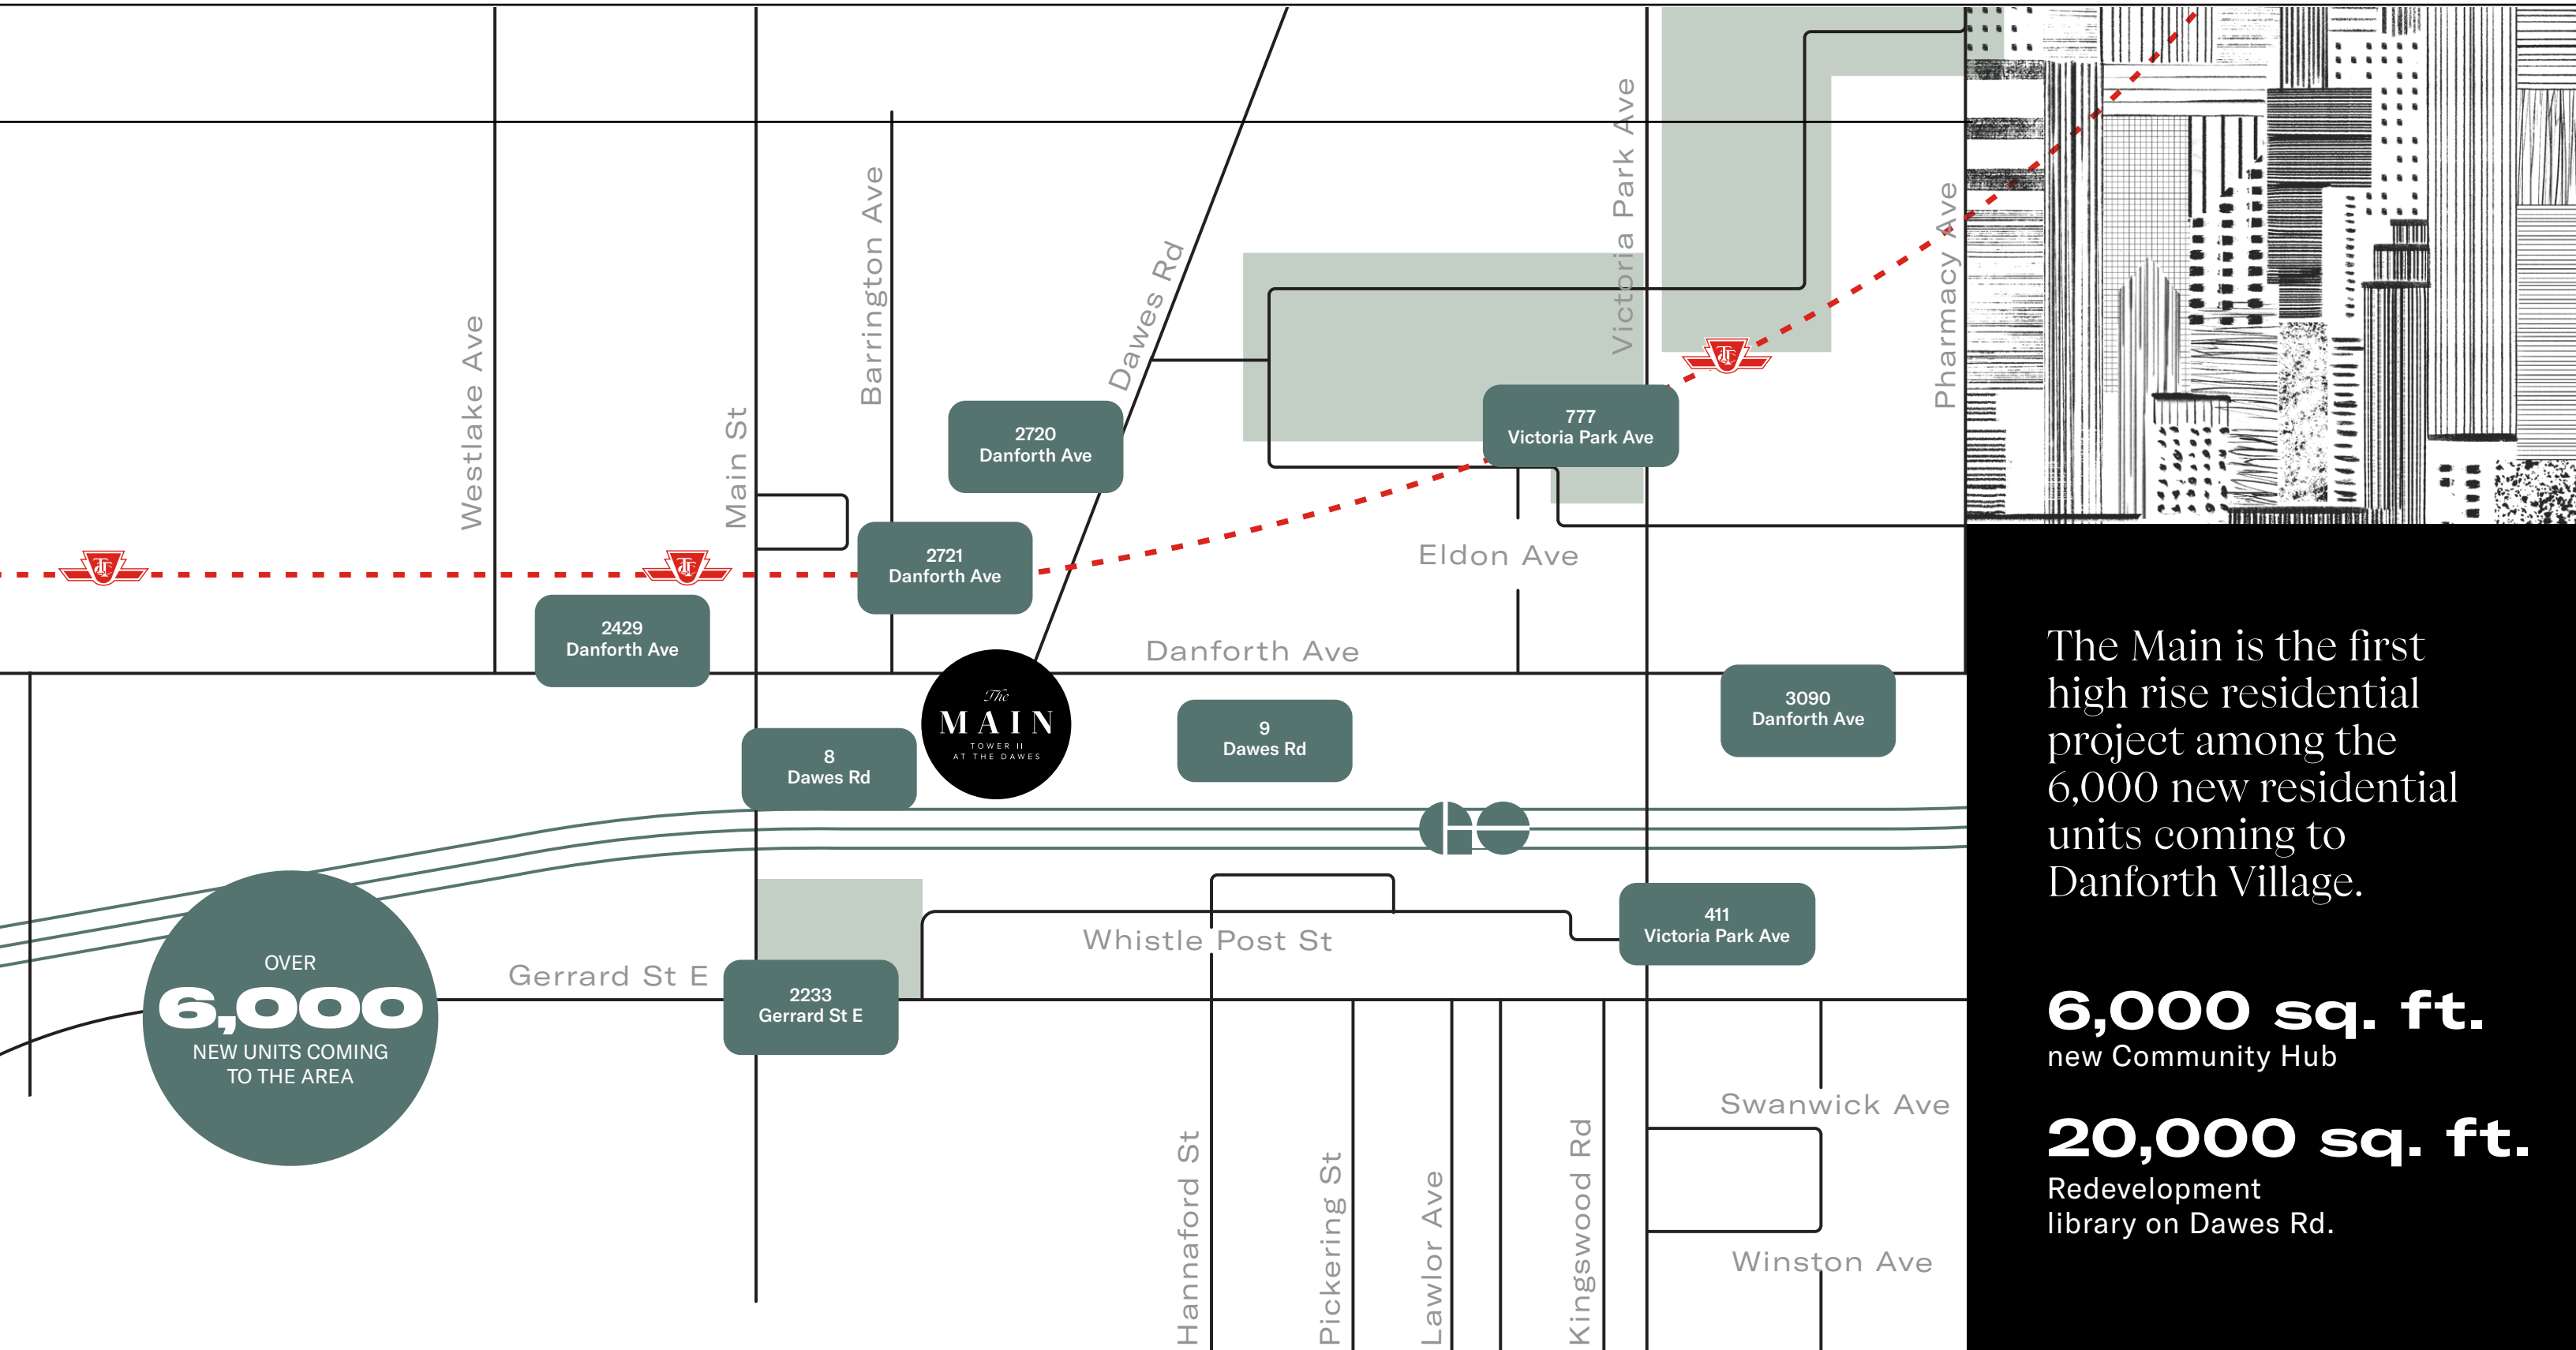 Westlake Ave
Main St
Barrington Ave
Dawes Rd
Victoria Park Ave
Pharmacy Ave
2720
Danforth Ave
777
Victoria Park Ave
2721
Danforth Ave
Eldon Ave
2429
Danforth Ave
Danforth Ave
The
MAIN
TOWER II
AT THE DAWES
9
Dawes Rd
3090
Danforth Ave
8
Dawes Rd
411
Victoria Park Ave
Whistle Post St
Gerrard St E
2233
Gerrard St E
OVER
6,000
NEW UNITS COMING
TO THE AREA
Swanwick Ave
Winston Ave
Hannaford St
Pickering St
Lawlor Ave
Kingswood Rd
The Main is the first
high rise residential
project among the
6,000 new residential
units coming to
Danforth Village.
6,000 sq. ft.
new Community Hub
20,000 sq. ft.
Redevelopment
library on Dawes Rd.